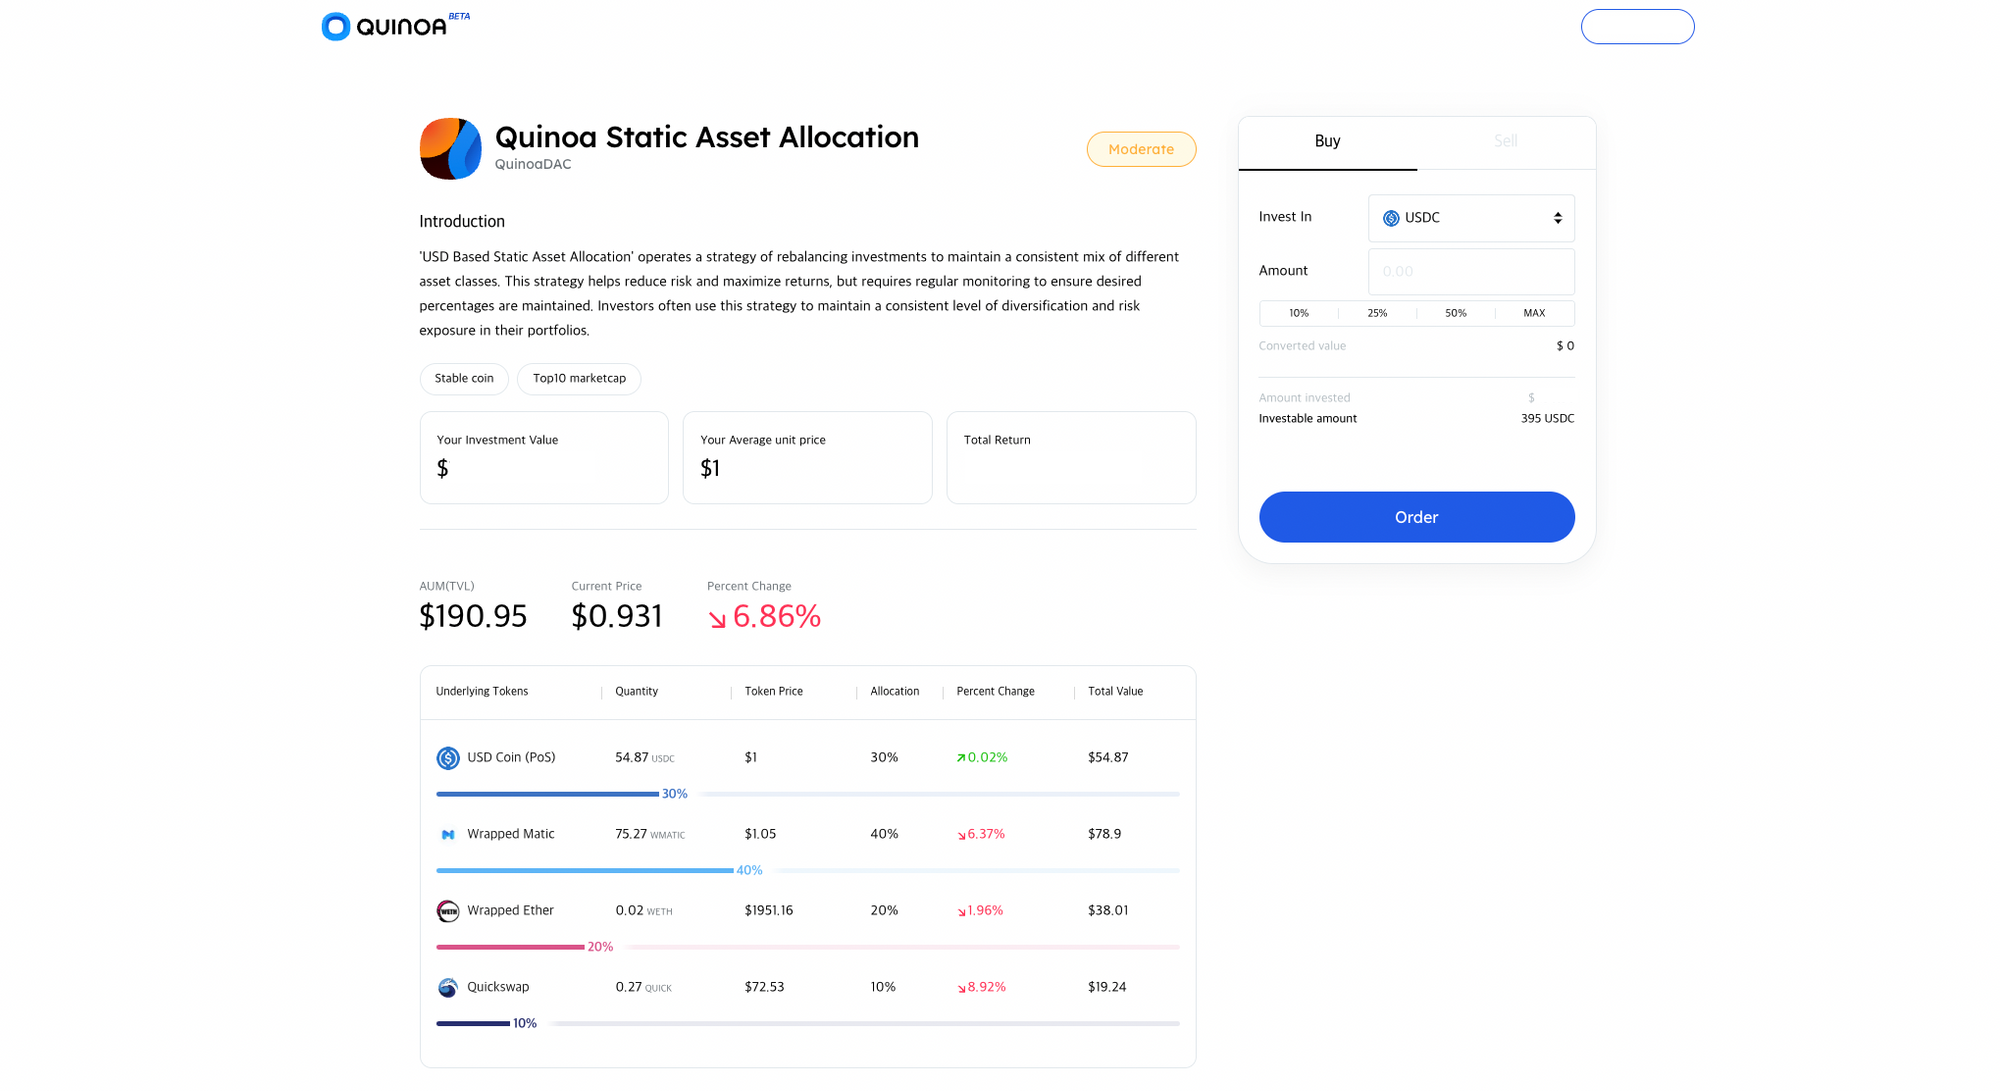 QUINOA BETA
Quinoa Static Asset Allocation
QuinoaDAC
Moderate
Introduction
'USD Based Static Asset Allocation' operates a strategy of rebalancing investments to maintain a consistent mix of different
asset classes. This strategy helps reduce risk and maximize returns, but requires regular monitoring to ensure desired
percentages are maintained. Investors often use this strategy to maintain a consistent level of diversification and risk
exposure in their portfolios.
Stable coin Top10 marketcap
Your Investment Value Your Average unit price Total Return
$ $1
AUM(TVL) Current Price Percent Change
$190.95 $0.931 6.86%
Underlying Tokens Quantity Token Price Allocation Percent Change Total Value
USD Coin (PoS) 54.87 USDC $1 30% 0.02% $54.87
30%
Wrapped Matic 75.27 WMATIC $1.05 40% 6.37% $78.9
40%
WETH Wrapped Ether 0.02 WETH $1951.16 20% 1.96% $38.01
20%
Quickswap 0.27 QUICK $72.53 10% 8.92% $19.24
10%
Buy Sell
Invest In USDC
Amount 0.00
10% 25% 50% MAX
Converted value $ 0
Amount invested $
Investable amount 395 USDC
Order